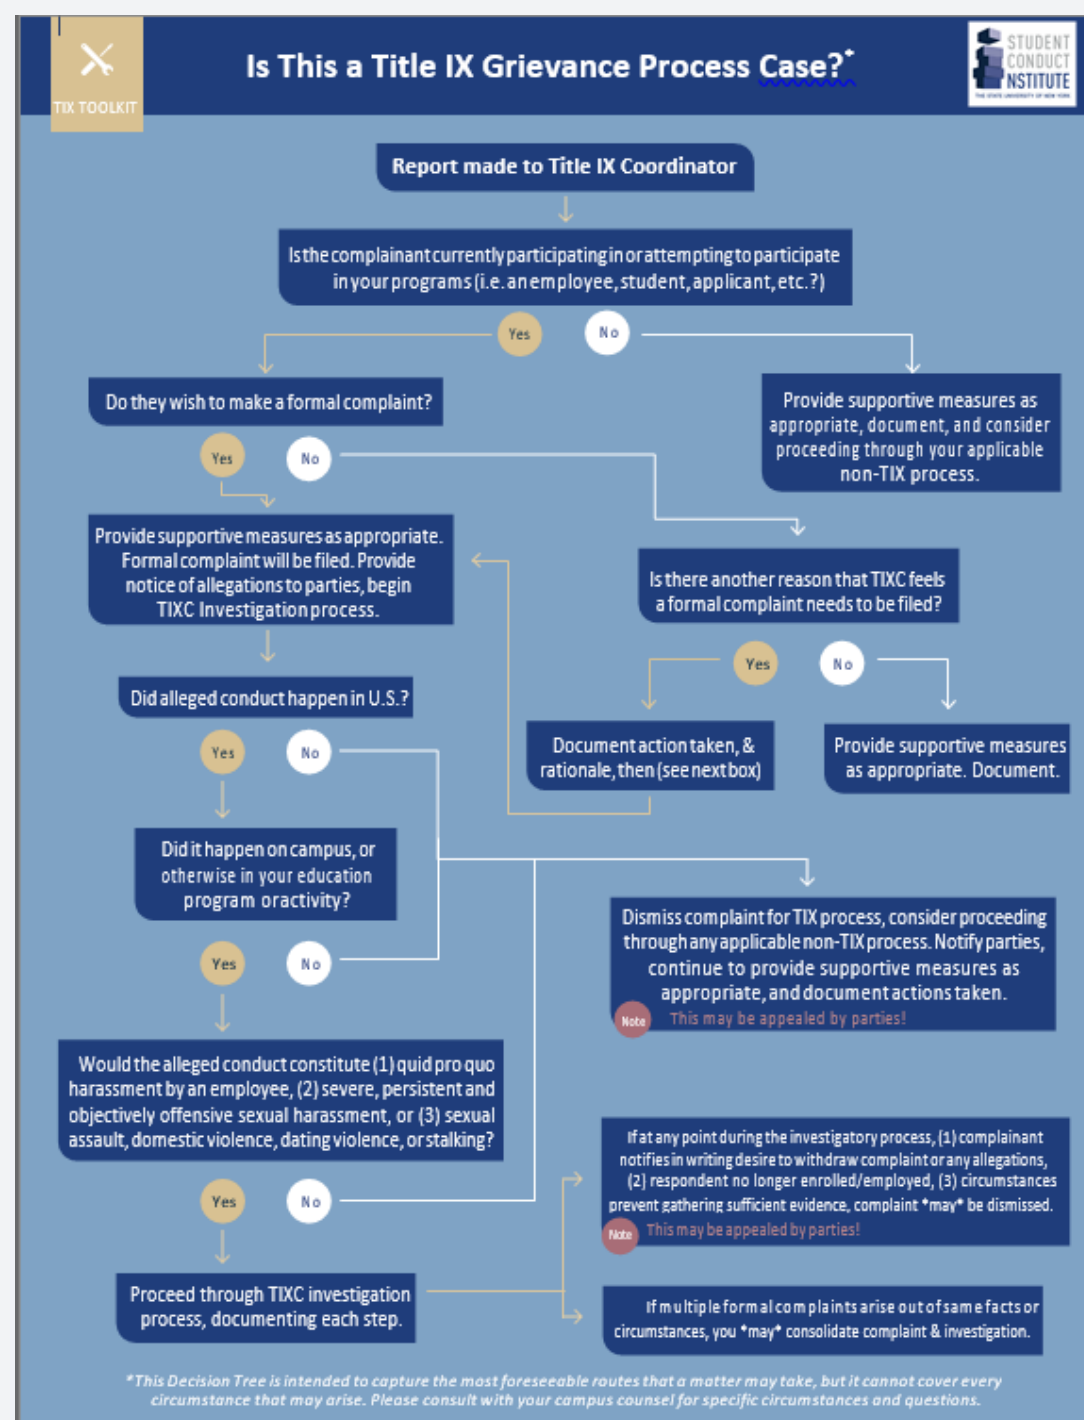 TIX TOOLKIT
Is This a Title IX Grievance Process Case?*
STUDENT
CONDUCT
INSTITUTE
THE STATE UNIVERSITY OF NEW YORK
Report made to Title IX Coordinator
Is the complainant currently participating in or attempting to participate
in your programs (i.e. an employee, student, applicant, etc.?)
Yes
No
Do they wish to make a formal complaint?
Provide supportive measures as
appropriate, document, and consider
proceeding through your applicable
non-TIX process.
Yes
No
Provide supportive measures as appropriate.
Formal complaint will be filed. Provide
notice of allegations to parties, begin
TIXC Investigation process.
Is there another reason that TIXC feels
a formal complaint needs to be filed?
Yes
No
Did alleged conduct happen in U.S.?
Document action taken, &
rationale, then (see next box)
Provide supportive measures
as appropriate. Document.
Yes
No
Did it happen on campus, or
otherwise in your education
program or activity?
Dismiss complaint for TIX process, consider proceeding
through any applicable non-TIX process. Notify parties,
continue to provide supportive measures as
appropriate, and document actions taken.
Note
This may be appealed by parties!
Yes
No
Would the alleged conduct constitute (1) quid pro quo
harassment by an employee, (2) severe, persistent and
objectively offensive sexual harassment, or (3) sexual
assault, domestic violence, dating violence, or stalking?
If at any point during the investigatory process, (1) complainant
notifies in writing desire to withdraw complaint or any allegations,
(2) respondent no longer enrolled/employed, (3) circumstances
prevent gathering sufficient evidence, complaint *may* be dismissed.
Note
This may be appealed by parties!
Yes
No
Proceed through TIXC investigation
process, documenting each step.
If multiple formal complaints arise out of same facts or
circumstances, you *may* consolidate complaint & investigation.
*This Decision Tree is intended to capture the most foreseeable routes that a matter may take, but it cannot cover every
circumstance that may arise. Please consult with your campus counsel for specific circumstances and questions.